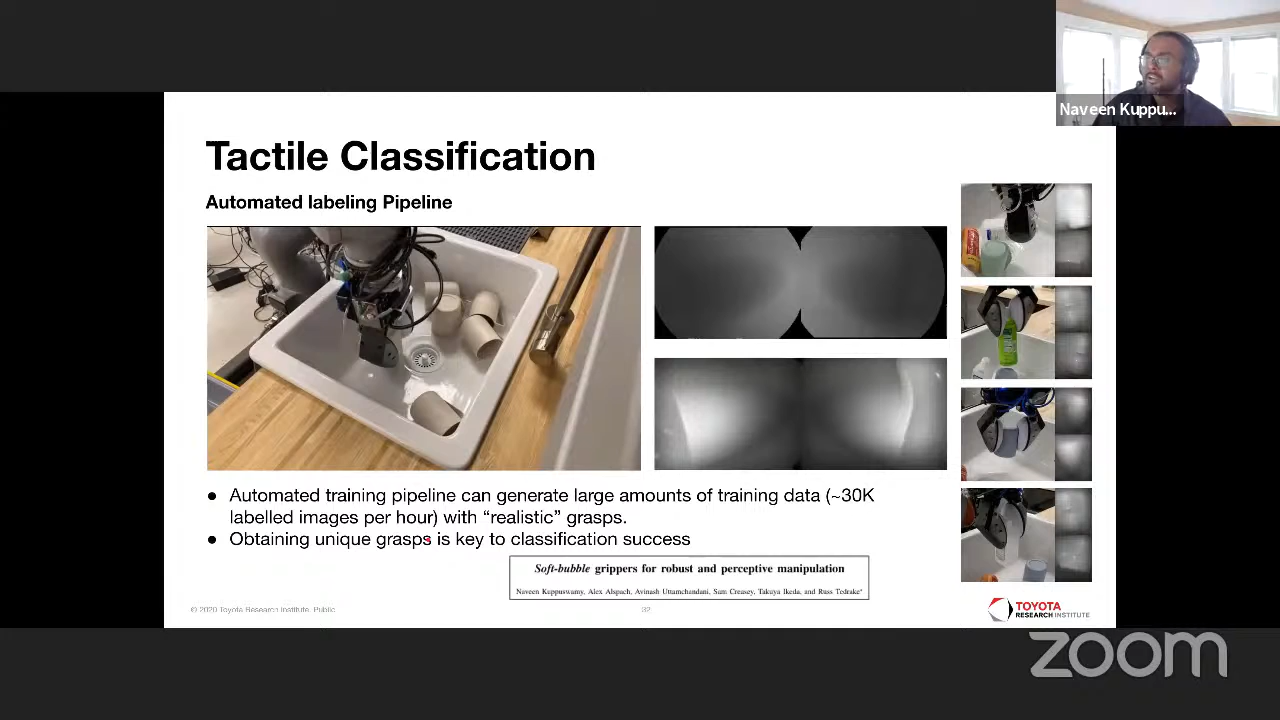 Naveen Kuppu...
Tactile Classification
Automated labeling Pipeline
● Automated training pipeline can generate large amounts of training data (~30K
labelled images per hour) with “realistic” grasps.
● Obtaining unique grasps is key to classification success
Soft-bubble grippers for robust and perceptive manipulation
Naveen Kuppuswamy, Alex Alspach, Avinash Uttamchandani, Sam Creasey, Takuya Ikeda, and Russ Tedrake*
© 2020 Toyota Research Institute. Public
32
TOYOTA
RESEARCH INSTITUTE
zoom